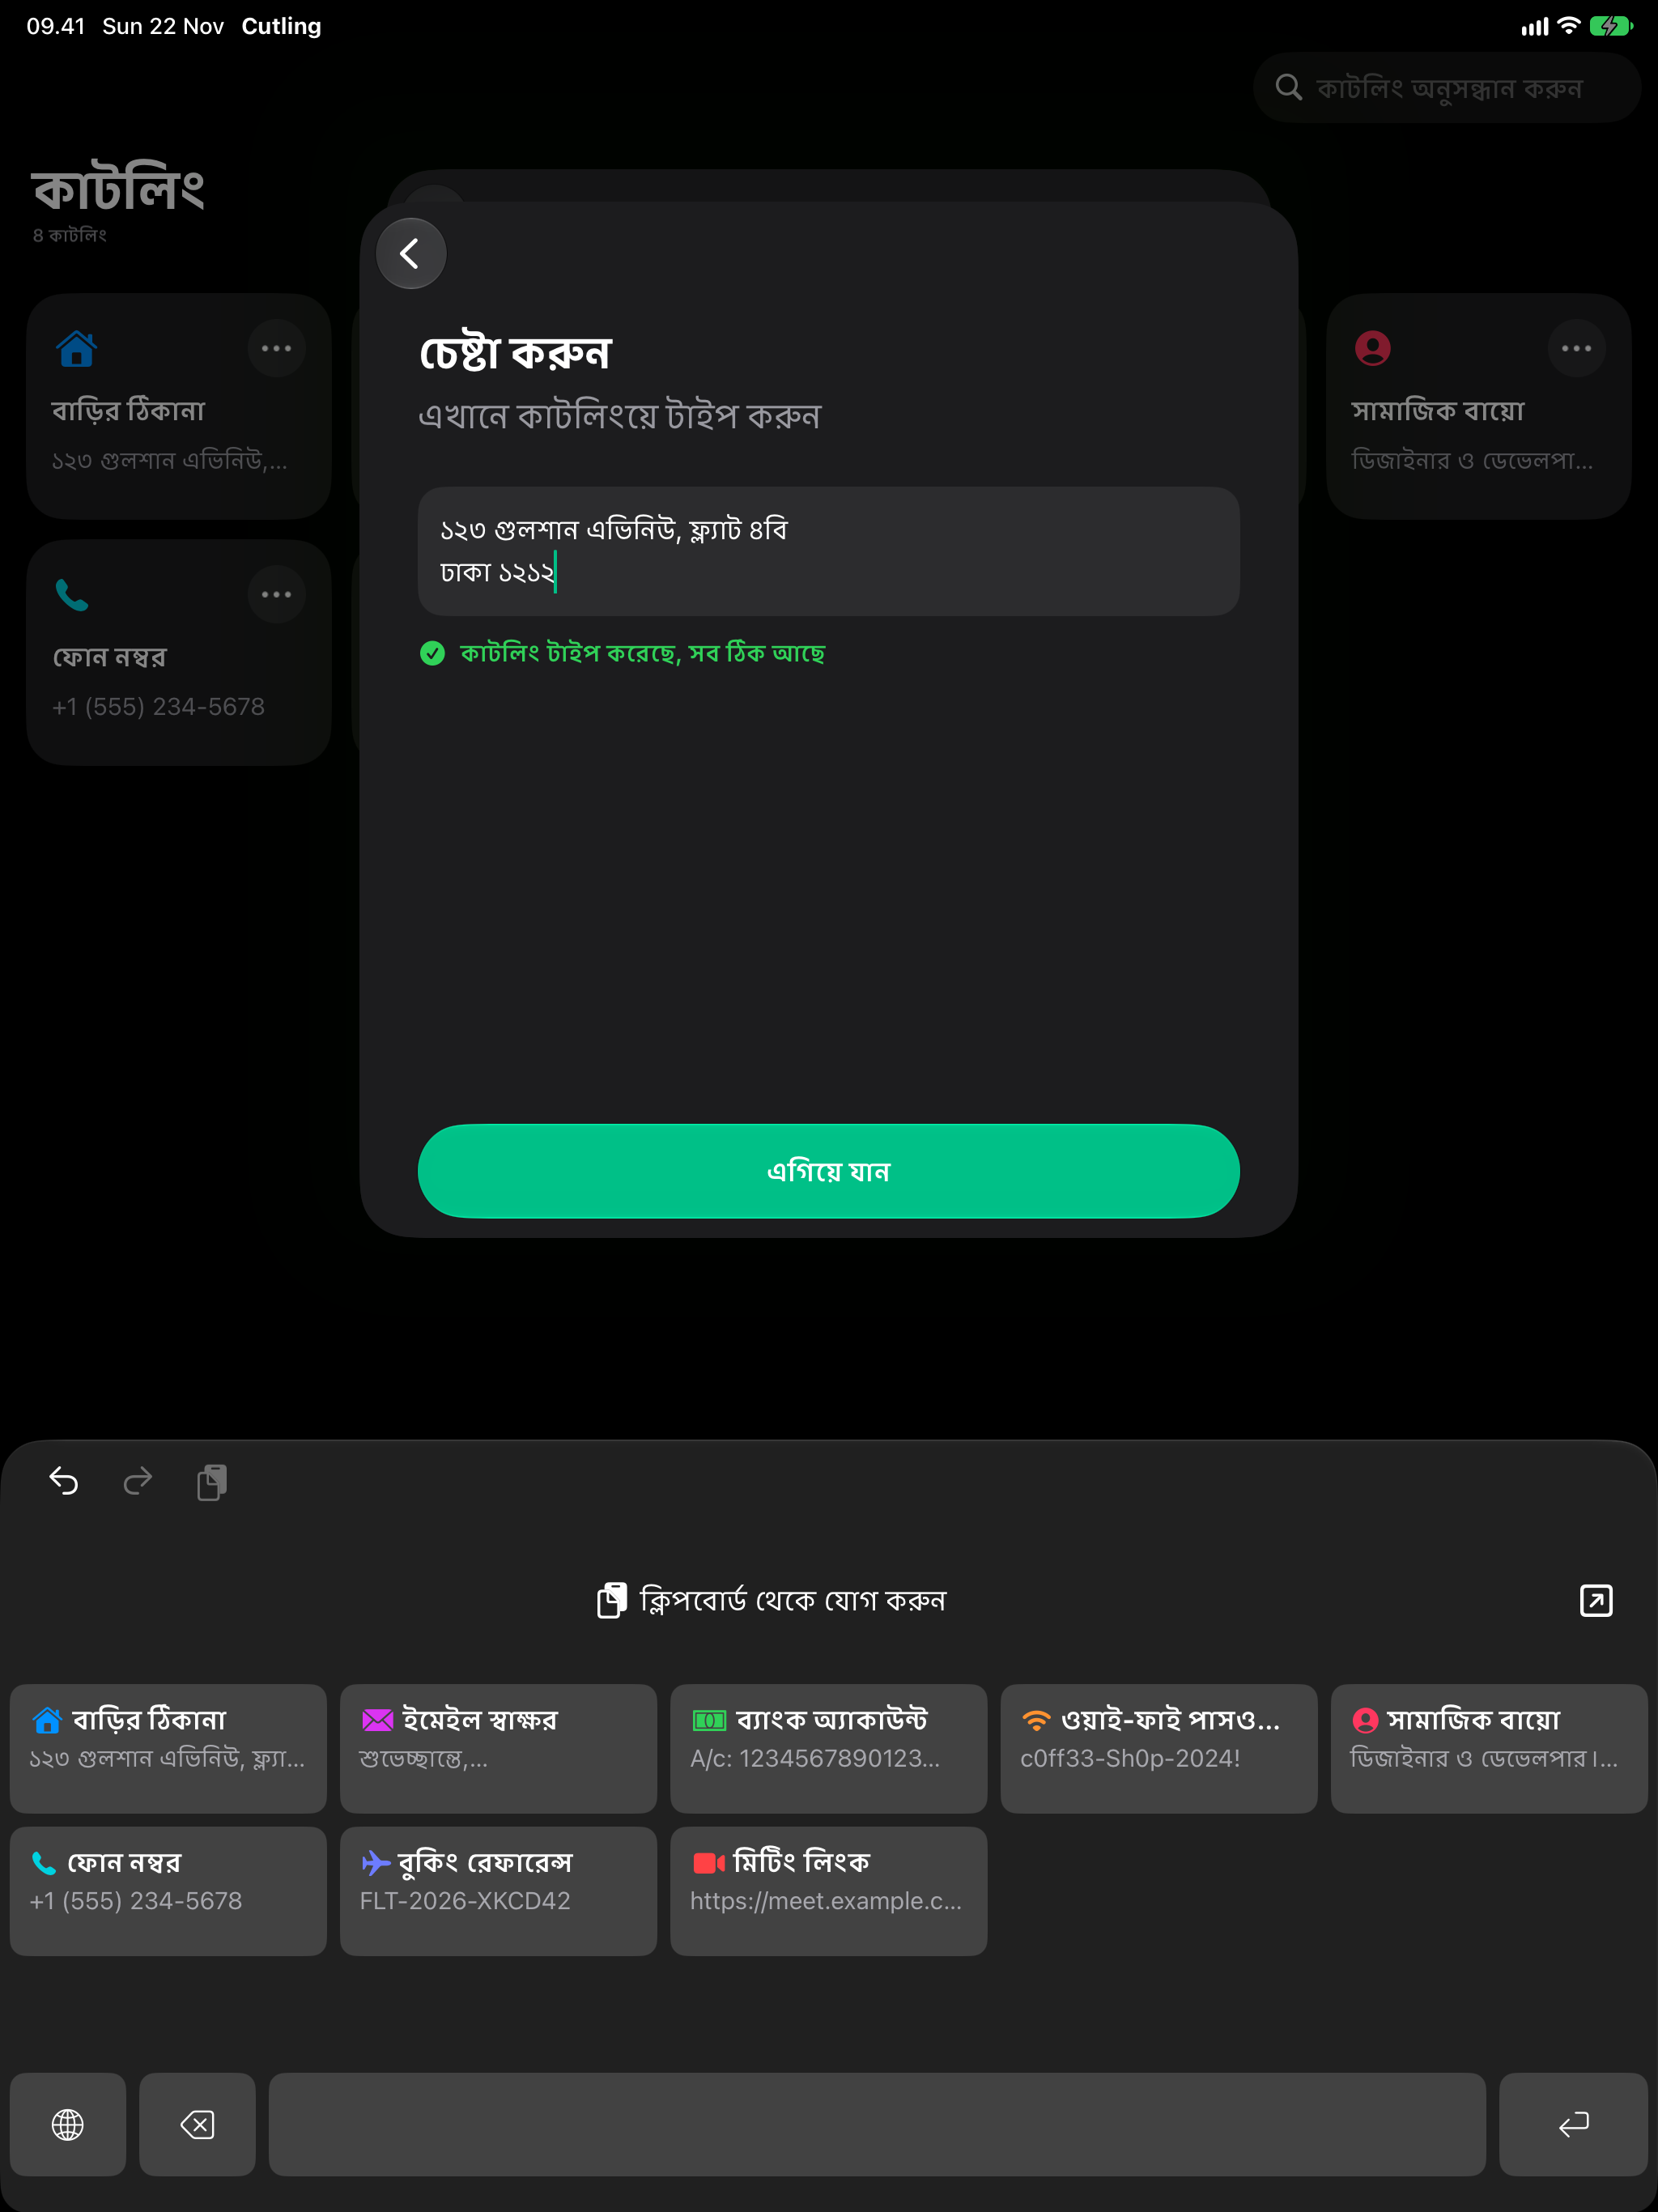 09.41 Sun 22 Nov Cutling
কাটলিং অনুসন্ধান করুন
কাটলিং
8 কাটলিং
বাড়ির ঠিকানা
১২৩ গুলশান এভিনিউ,...
সামাজিক বায়ো
ডিজাইনার ও ডেভেলপা...
ফোন নম্বর
+1 (555) 234-5678
চেষ্টা করুন
এখানে কাটলিংয়ে টাইপ করুন
১২৩ গুলশান এভিনিউ, ফ্ল্যাট ৪বি
ঢাকা ১২১২
কাটলিং টাইপ করেছে, সব ঠিক আছে
এগিয়ে যান
ক্লিপবোর্ড থেকে যোগ করুন
বাড়ির ঠিকানা
১২৩ গুলশান এভিনিউ, ফ্ল্যা...
ইমেইল স্বাক্ষর
শুভেচ্ছান্তে,...
ব্যাংক অ্যাকাউন্ট
A/c: 1234567890123...
ওয়াই-ফাই পাসও...
c0ff33-Sh0p-2024!
সামাজিক বায়ো
ডিজাইনার ও ডেভেলপার।...
ফোন নম্বর
+1 (555) 234-5678
বুকিং রেফারেন্স
FLT-2026-XKCD42
মিটিং লিংক
https://meet.example.c...